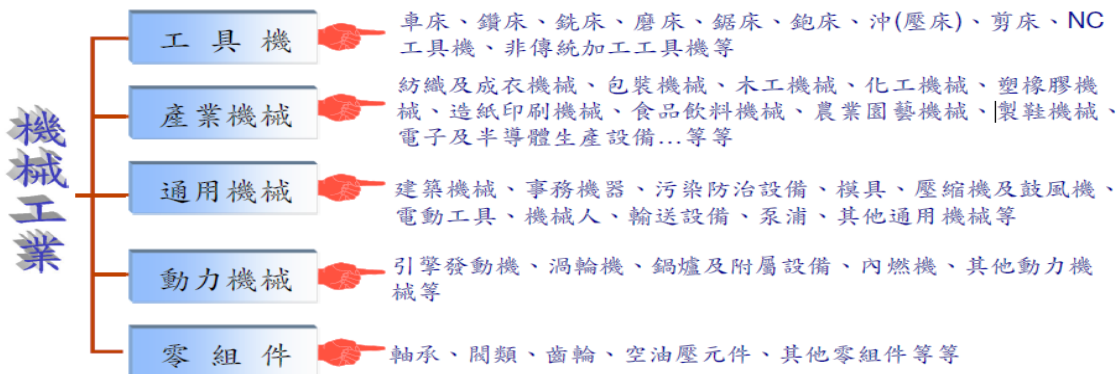 機械工業
工具機
車床、鑽床、銑床、磨床、鋸床、鉋床、沖(壓床)、剪床、NC
工具機、非傳統加工工具機等
產業機械
紡織及成衣機械、包裝機械、木工機械、化工機械、塑橡膠機
械、造紙印刷機械、食品飲料機械、農業園藝機械、製鞋機械、
電子及半導體生產設備…等等
通用機械
建築機械、事務機器、污染防治設備、模具、壓縮機及鼓風機、
電動工具、機械人、輸送設備、泵浦、其他通用機械等
動力機械
引擎發動機、渦輪機、鍋爐及附屬設備、內燃機、其他動力機
械等
零組件
軸承、閥類、齒輪、空油壓元件、其他零組件等等